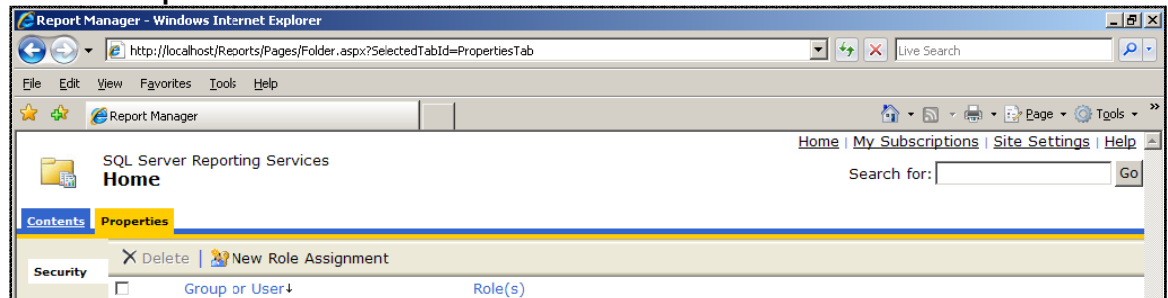 Report Manager - Windows Internet Explorer
http://localhost/Reports/Pages/Folder.aspx?SelectedTabId=PropertiesTab
Live Search
File Edit View Favorites Tools Help
Report Manager
Page Tools »
Home | My Subscriptions | Site Settings | Help
SQL Server Reporting Services
Home
Search for: Go
Contents Properties
Delete | New Role Assignment
Security
Group or User↓ Role(s)